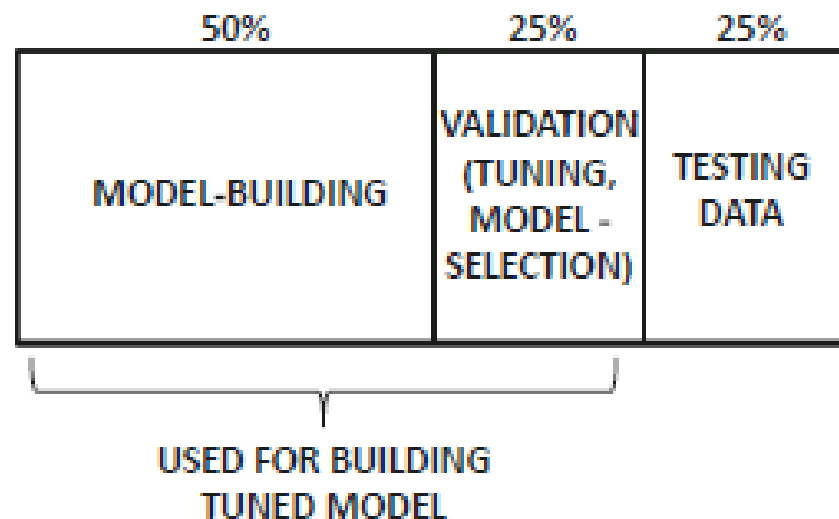 50% 25% 25%
MODEL-BUILDING
VALIDATION
(TUNING,
MODEL -
SELECTION)
TESTING
DATA
USED FOR BUILDING
TUNED MODEL